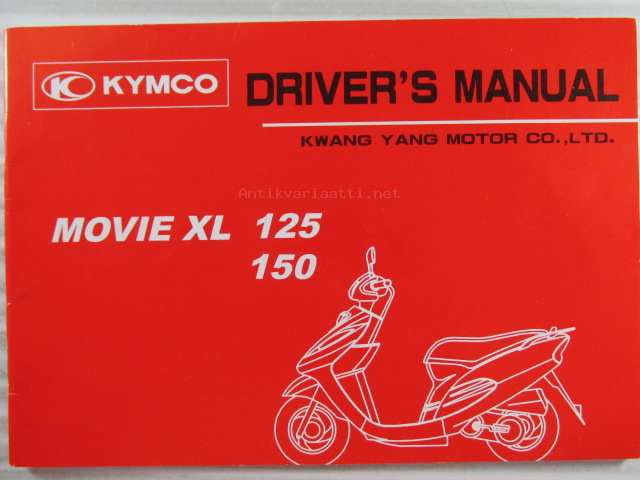 KYMCO
DRIVER'S MANUAL
KWANG YANG MOTOR CO.,LTD.
Antikvariaatti.net
MOVIE XL 125
150